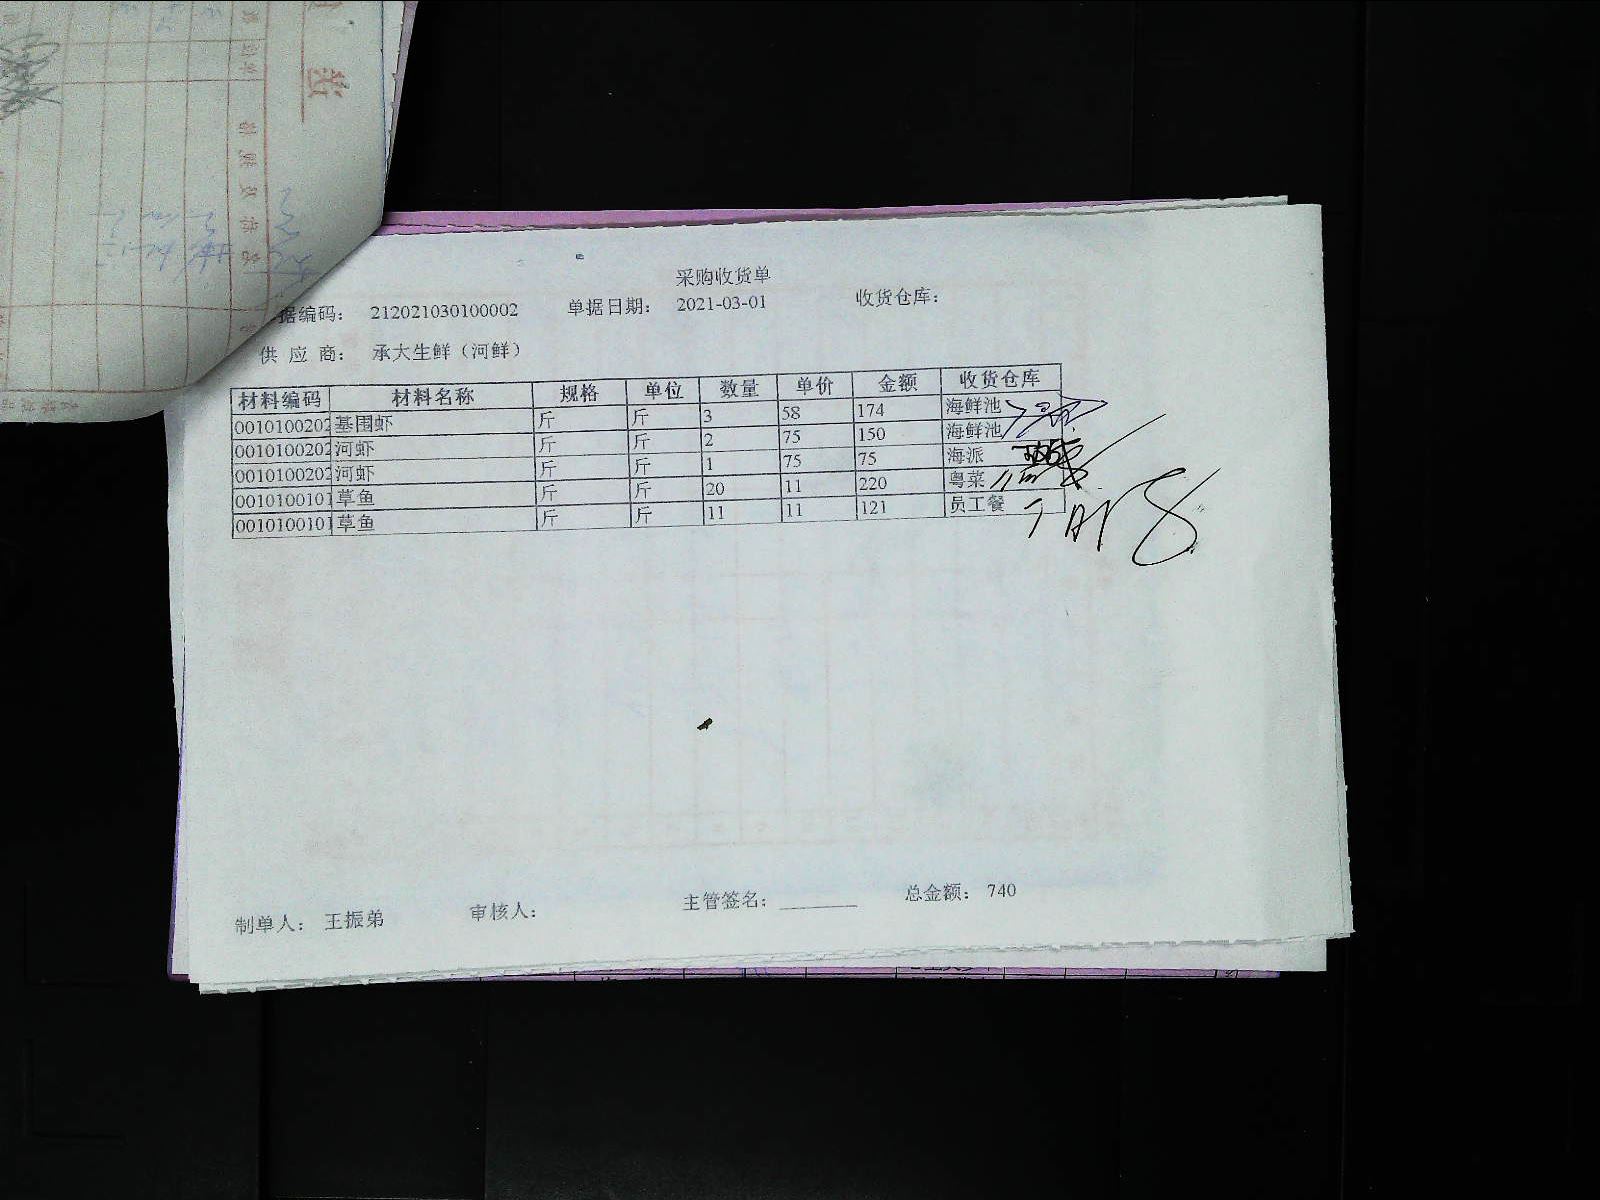 采购收货单
据编码： 212021030100002 单据日期： 2021-03-01 收货仓库：
供 应 商： 承大生鲜（河鲜）
材料编码 材料名称 规格 单位 数量 单价 金额 收货仓库
0010100202 基围虾 斤 斤 3 58 174 海鲜池
0010100202 河虾 斤 斤 2 75 150 海鲜池
0010100202 河虾 斤 斤 1 75 75 海派
0010100101 草鱼 斤 斤 20 11 220 粤菜
0010100101 草鱼 斤 斤 11 11 121 员工餐
制单人： 王振弟 审核人： 主管签名：________ 总金额： 740